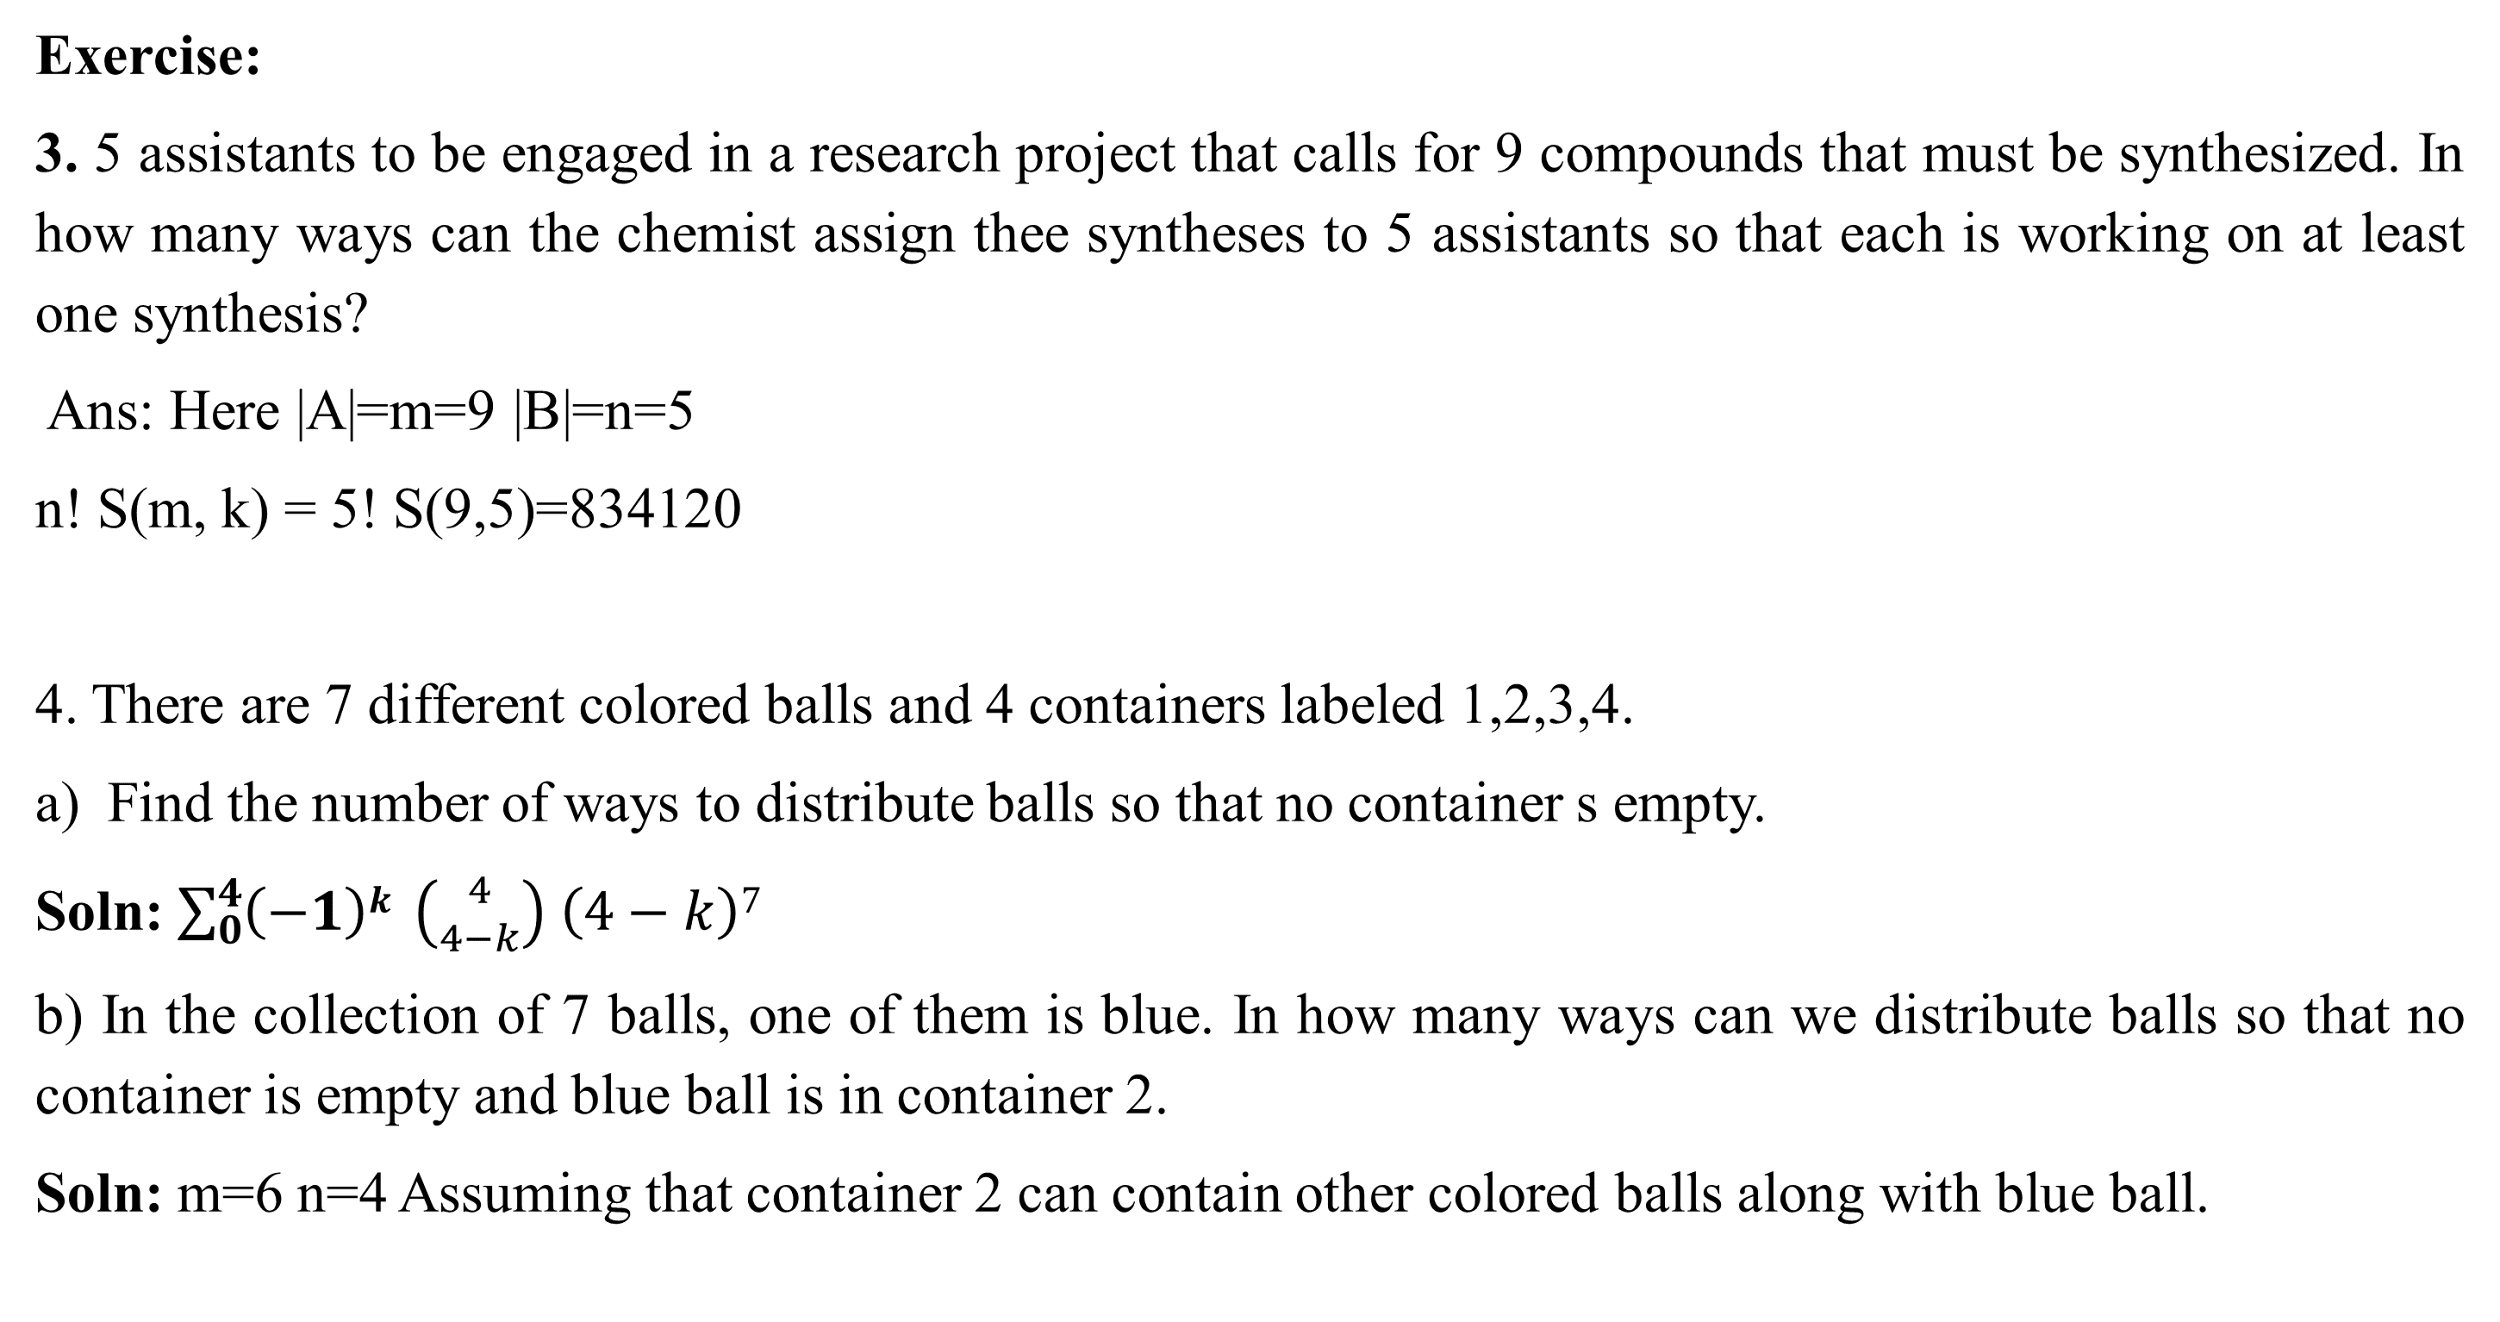 Exercise:
3. 5 assistants to be engaged in a research project that calls for 9 compounds that must be synthesized. In
how many ways can the chemist assign thee syntheses to 5 assistants so that each is working on at least
one synthesis?
Ans: Here |A|=m=9 |B|=n=5
n! S(m, k) = 5! S(9,5)=834120
4. There are 7 different colored balls and 4 containers labeled 1,2,3,4.
a) Find the number of ways to distribute balls so that no container s empty.
Soln: ∑₀⁴(−1)ᵏ (4 4−k) (4 − k)⁷
b) In the collection of 7 balls, one of them is blue. In how many ways can we distribute balls so that no
container is empty and blue ball is in container 2.
Soln: m=6 n=4 Assuming that container 2 can contain other colored balls along with blue ball.